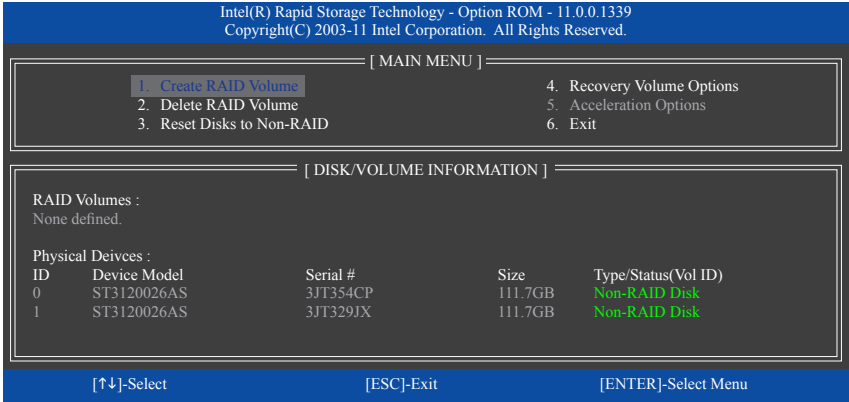 Intel(R) Rapid Storage Technology - Option ROM - 11.0.0.1339
Copyright(C) 2003-11 Intel Corporation. All Rights Reserved.
[ MAIN MENU ]
1. Create RAID Volume
2. Delete RAID Volume
3. Reset Disks to Non-RAID
4. Recovery Volume Options
5. Acceleration Options
6. Exit
[ DISK/VOLUME INFORMATION ]
RAID Volumes :
None defined.
Physical Deivces :
ID Device Model Serial # Size Type/Status(Vol ID)
0 ST3120026AS 3JT354CP 111.7GB Non-RAID Disk
1 ST3120026AS 3JT329JX 111.7GB Non-RAID Disk
[↑↓]-Select [ESC]-Exit [ENTER]-Select Menu